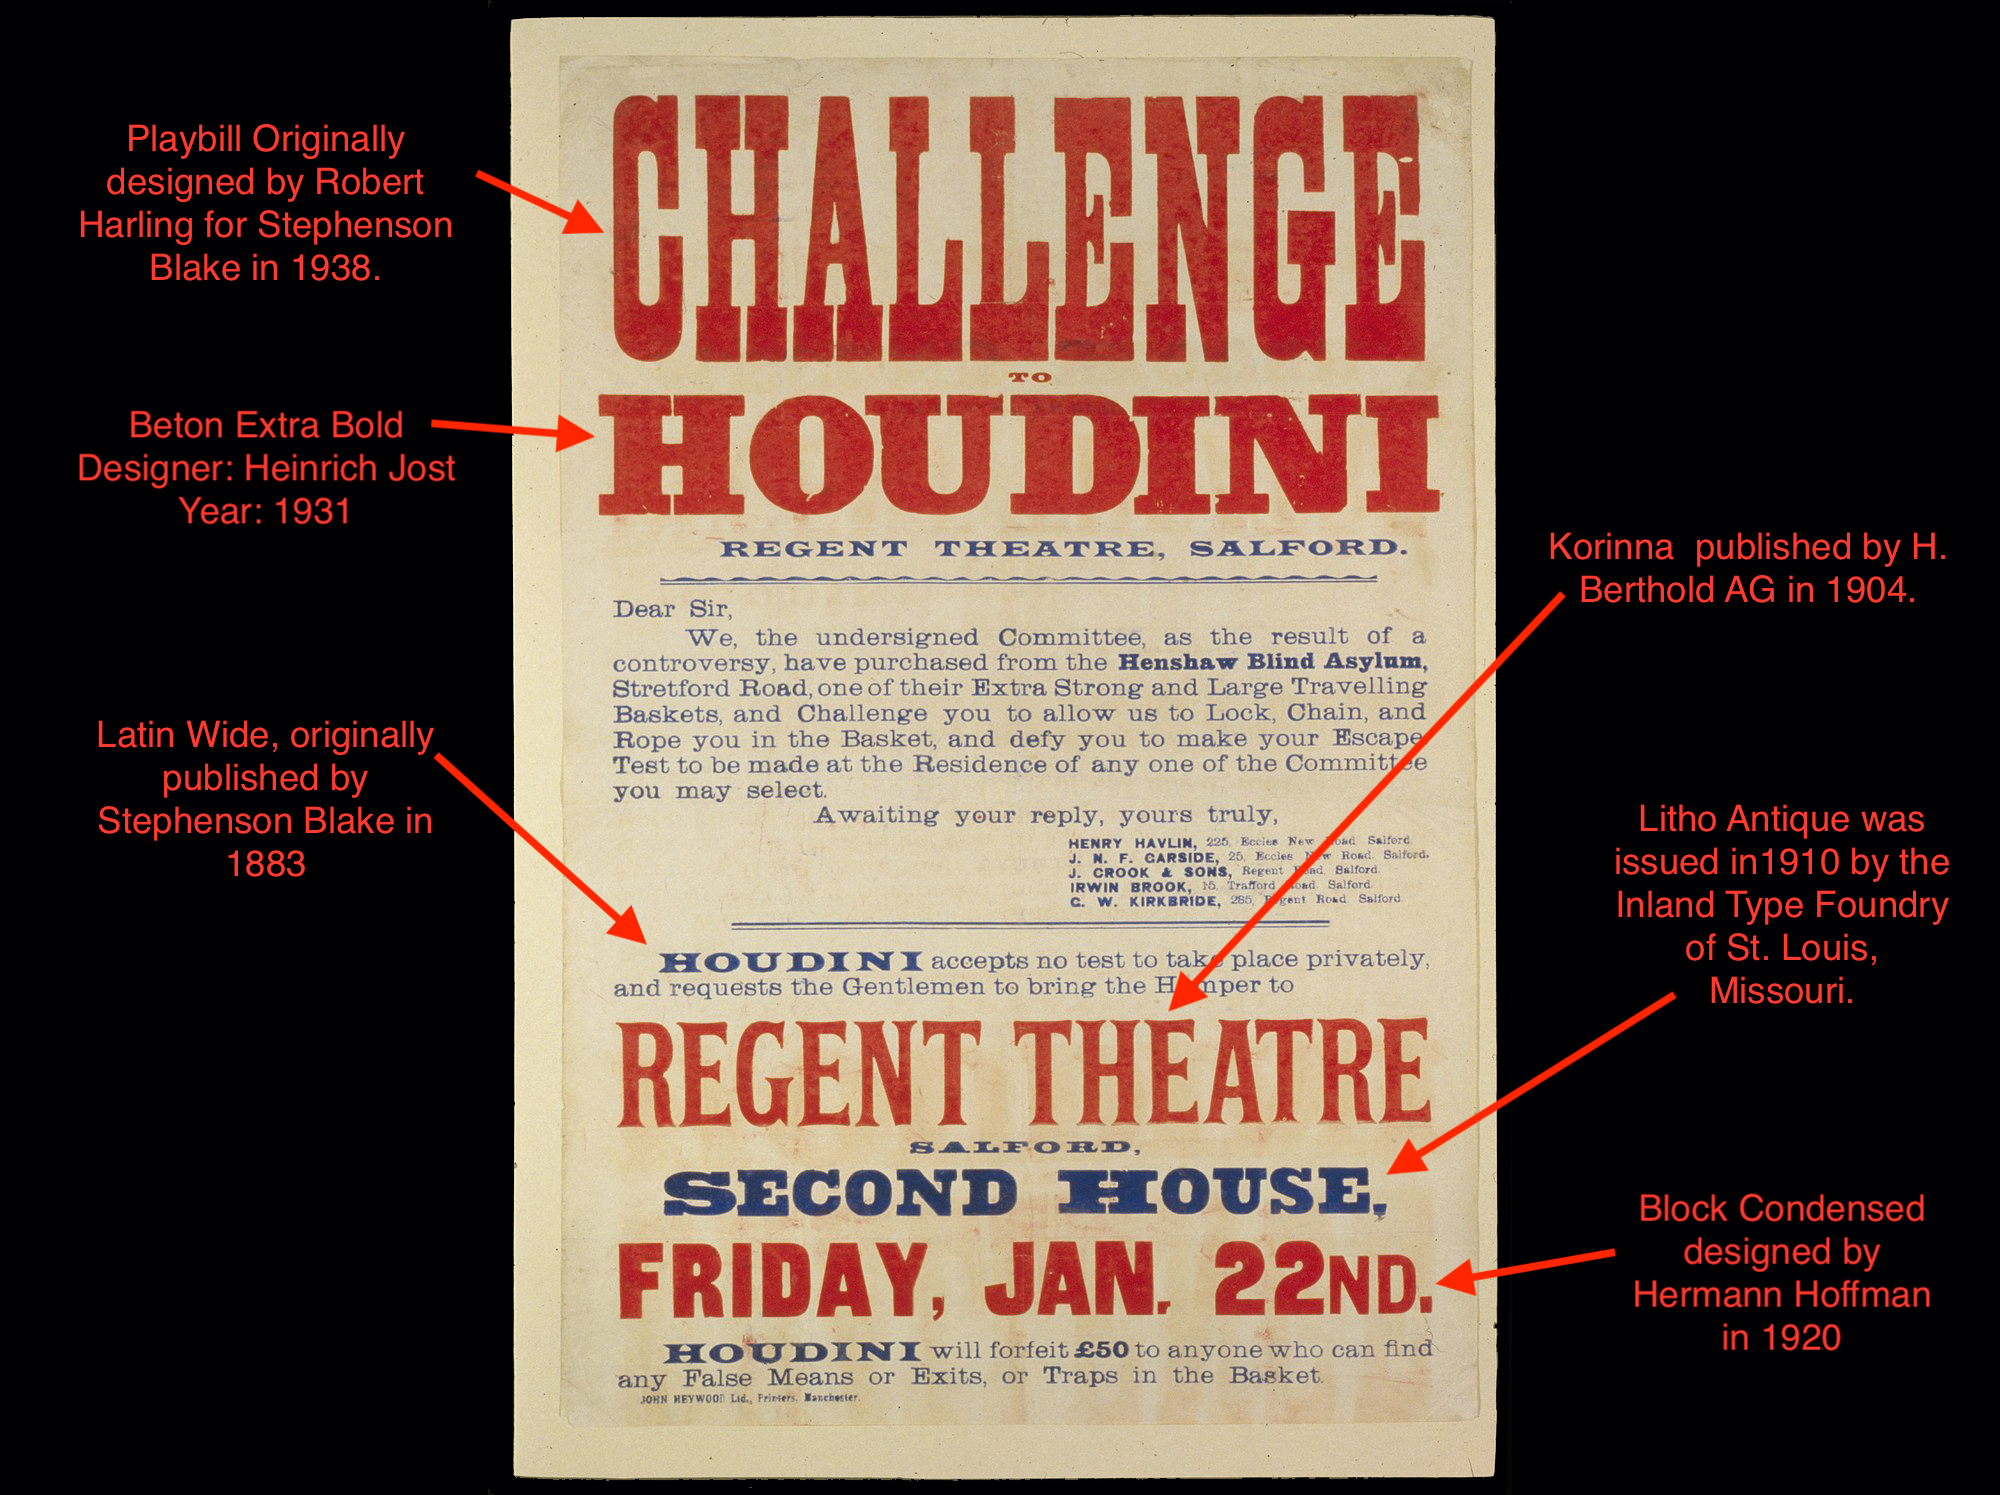 Playbill Originally
designed by Robert
Harling for Stephenson
Blake in 1938.
Beton Extra Bold
Designer: Heinrich Jost
Year: 1931
Latin Wide, originally
published by
Stephenson Blake in
1883
CHALLENGE
TO
HOUDINI
REGENT THEATRE, SALFORD.
Dear Sir,
We, the undersigned Committee, as the result of a
controversy, have purchased from the Henshaw Blind Asylum,
Stretford Road, one of their Extra Strong and Large Travelling
Baskets, and Challenge you to allow us to Lock, Chain, and
Rope you in the Basket, and defy you to make your Escape
Test to be made at the Residence of any one of the Committee
you may select.
Awaiting your reply, yours truly,
HENRY HAVLIN, 225, Eccles New Road Salford
J. N. F. GARSIDE, 25, Eccles New Road, Salford.
J. CROOK & SONS, Regent Road Salford
IRWIN BROOK, 15, Trafford Road Salford
C. W. KIRKBRIDE, 285, Regent Road Salford
HOUDINI accepts no test to take place privately,
and requests the Gentlemen to bring the Hamper to
REGENT THEATRE
SALFORD,
SECOND HOUSE,
FRIDAY, JAN. 22ND.
HOUDINI will forfeit £50 to anyone who can find
any False Means or Exits, or Traps in the Basket.
JOHN HEYWOOD Ltd., Printers, Manchester.
Korinna published by H.
Berthold AG in 1904.
Litho Antique was
issued in1910 by the
Inland Type Foundry
of St. Louis,
Missouri.
Block Condensed
designed by
Hermann Hoffman
in 1920